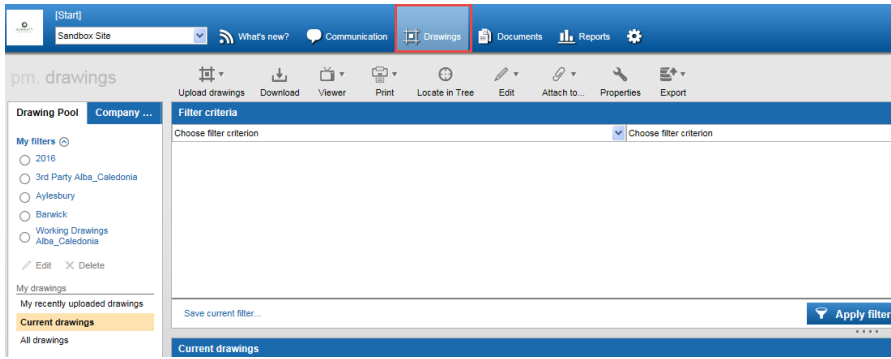 [Start]
Sandbox Site
What's new?
Communication
Drawings
Documents
Reports
pm. drawings
Upload drawings
Download
Viewer
Print
Locate in Tree
Edit
Attach to...
Properties
Export
Drawing Pool
Company ...
Filter criteria
Choose filter criterion
Choose filter criterion
My filters
2016
3rd Party Alba_Caledonia
Aylesbury
Barwick
Working Drawings
Alba_Caledonia
Edit
Delete
My drawings
My recently uploaded drawings
Current drawings
All drawings
Save current filter...
Apply filter
Current drawings